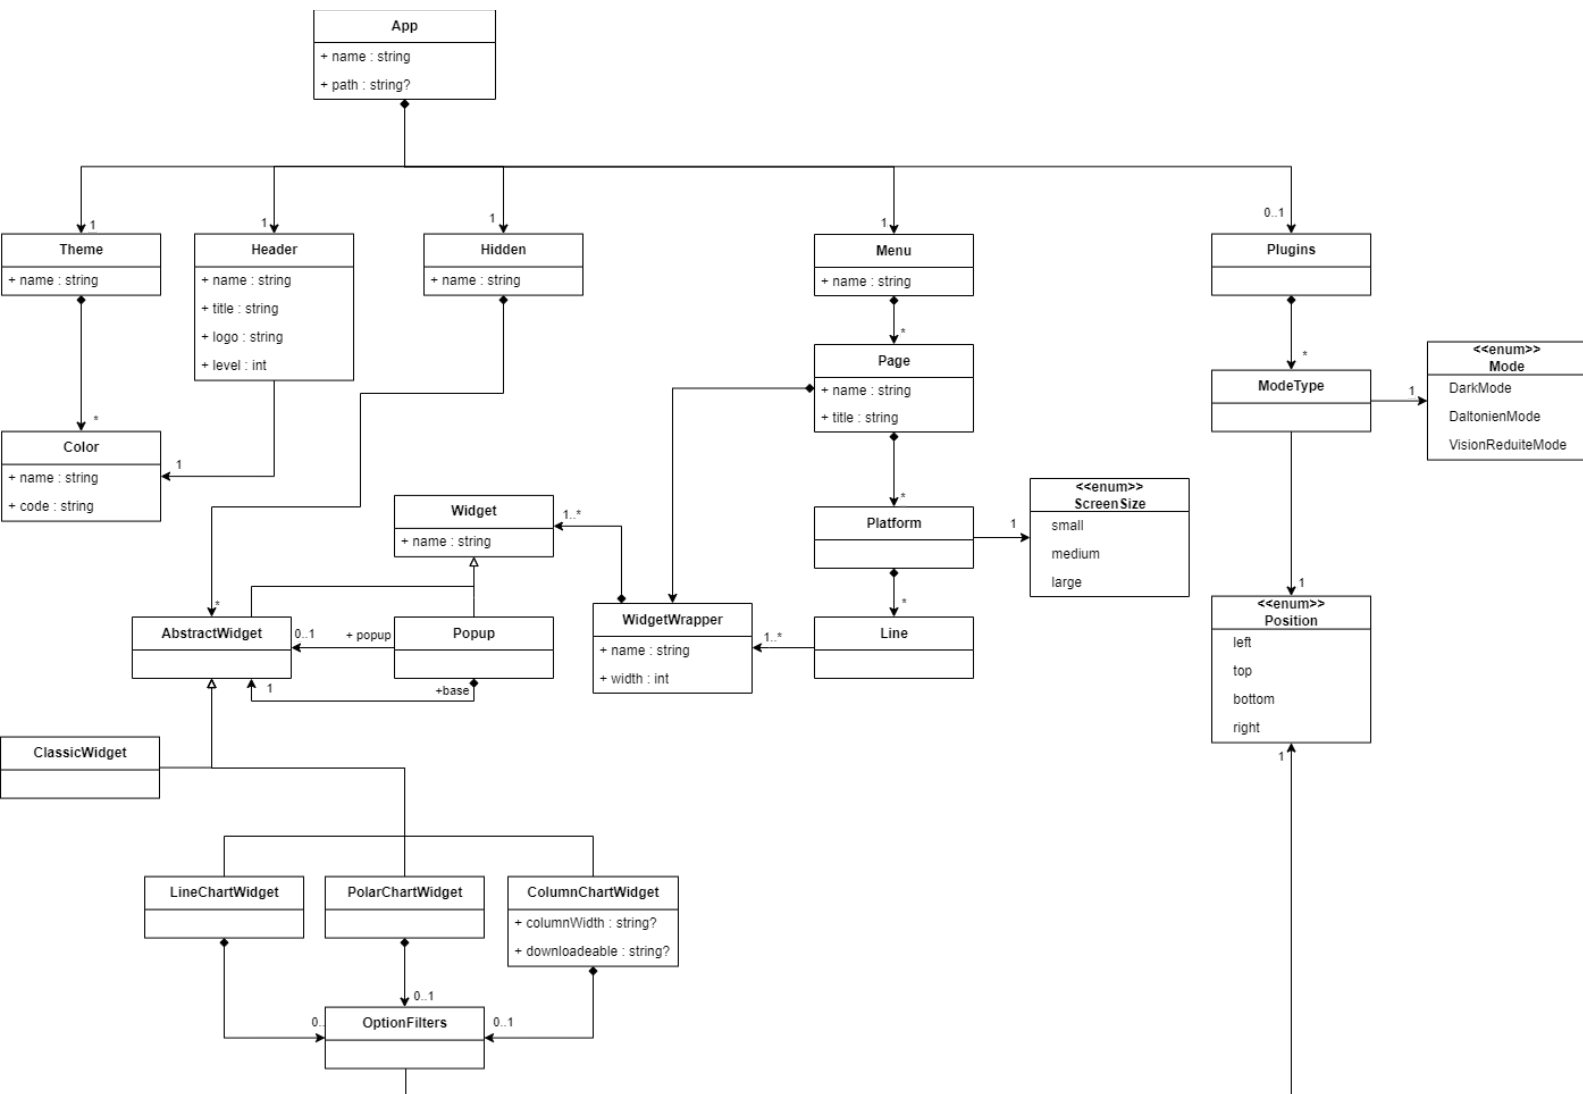 App
+ name : string
+ path : string?
1
1
1
1
0..1
Theme
+ name : string
Header
+ name : string
+ title : string
+ logo : string
+ level : int
Hidden
+ name : string
Menu
+ name : string
Plugins
*
*
*
Page
+ name : string
+ title : string
ModeType
1
<<enum>>
Mode
DarkMode
DaltonienMode
VisionReduiteMode
Color
+ name : string
+ code : string
1
*
Widget
+ name : string
1..*
Platform
1
<<enum>>
ScreenSize
small
medium
large
*
*
1
AbstractWidget
0..1
+ popup
Popup
1
+base
WidgetWrapper
+ name : string
+ width : int
1..*
Line
<<enum>>
Position
left
top
bottom
right
1
ClassicWidget
LineChartWidget
PolarChartWidget
ColumnChartWidget
+ columnWidth : string?
+ downloadeable : string?
0..1
0..
0..1
OptionFilters